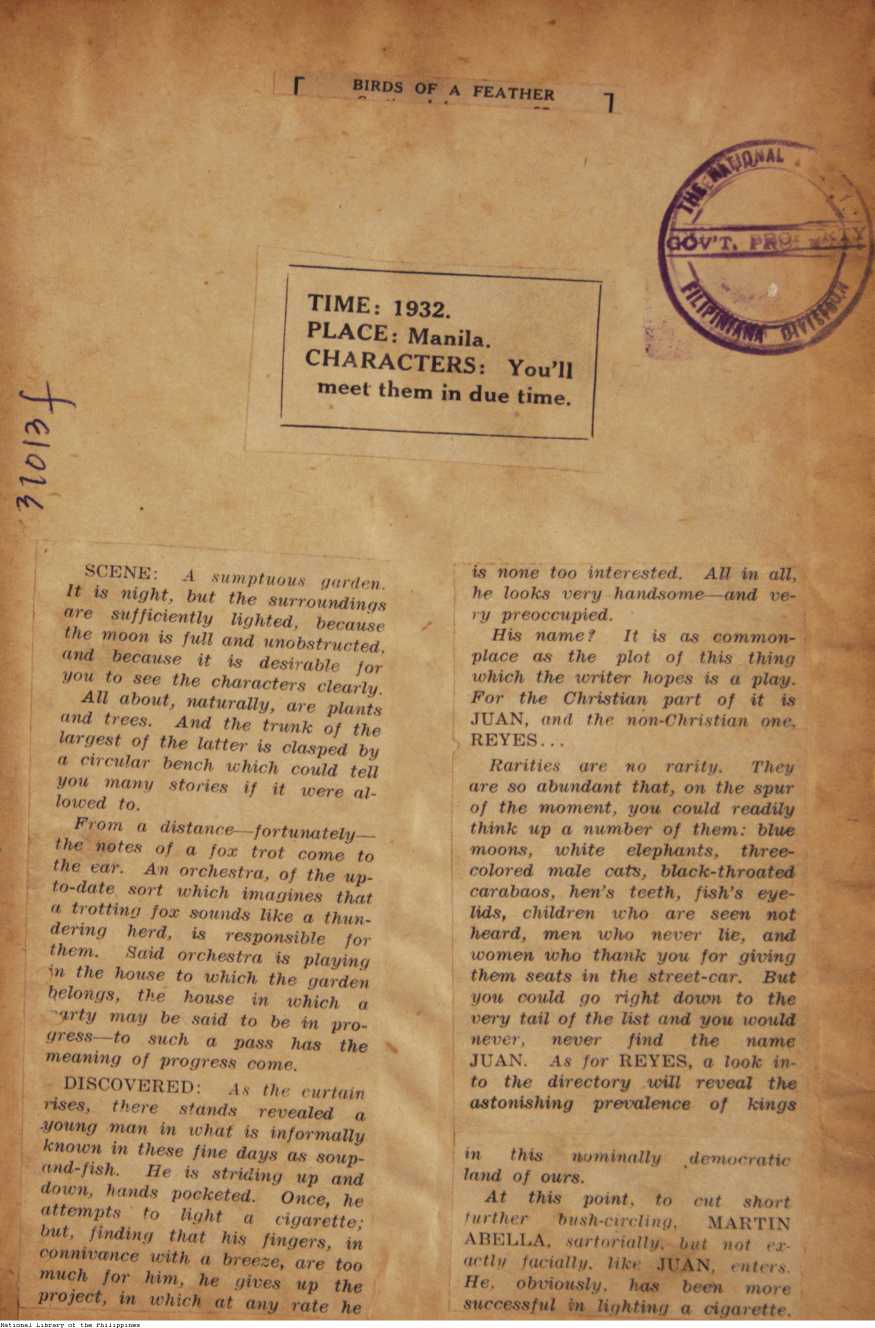 BIRDS OF A FEATHER
THE NATIONAL
GOV'T. PROPERTY
FILIPINIANA DIVISION
TIME: 1932.
PLACE: Manila.
CHARACTERS: You'll
meet them in due time.
SCENE: A sumptuous garden.
It is night, but the surroundings
are sufficiently lighted, because
the moon is full and unobstructed,
and because it is desirable for
you to see the characters clearly.
All about, naturally, are plants
and trees. And the trunk of the
largest of the latter is clasped by
a circular bench which could tell
you many stories if it were al-
lowed to.
From a distance—fortunately—
the notes of a fox trot come to
the ear. An orchestra, of the up-
to-date sort which imagines that
a trotting fox sounds like a thun-
dering herd, is responsible for
them. Said orchestra is playing
in the house to which the garden
belongs, the house in which a
party may be said to be in pro-
gress—to such a pass has the
meaning of progress come.
DISCOVERED: As the curtain
rises, there stands revealed a
young man in what is informally
known in these fine days as soup-
and-fish. He is striding up and
down, hands pocketed. Once, he
attempts to light a cigarette;
but, finding that his fingers, in
connivance with a breeze, are too
much for him, he gives up the
project, in which at any rate he
is none too interested. All in all,
he looks very handsome—and ve-
ry preoccupied.
His name? It is as common-
place as the plot of this thing
which the writer hopes is a play.
For the Christian part of it is
JUAN, and the non-Christian one,
REYES...
Rarities are no rarity. They
are so abundant that, on the spur
of the moment, you could readily
think up a number of them: blue
moons, white elephants, three-
colored male cats, black-throated
carabaos, hen's teeth, fish's eye-
lids, children who are seen not
heard, men who never lie, and
women who thank you for giving
them seats in the street-car. But
you could go right down to the
very tail of the list and you would
never, never find the name
JUAN. As for REYES, a look in-
to the directory will reveal the
astonishing prevalence of kings
in this nominally democratic
land of ours.
At this point, to cut short
further bush-circling, MARTIN
ABELLA, sartorially, but not ex-
actly facially, like JUAN, enters.
He, obviously, has been more
successful in lighting a cigarette.
National Library of the Philippines